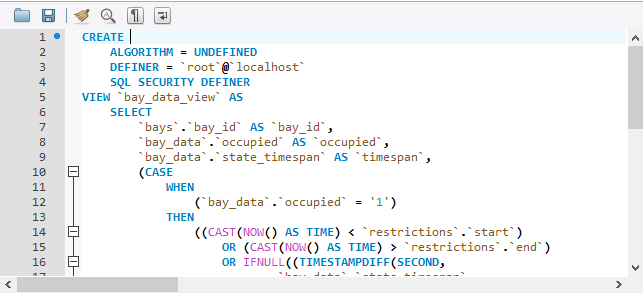 1 CREATE
2 ALGORITHM = UNDEFINED
3 DEFINER = `root`@`localhost`
4 SQL SECURITY DEFINER
5 VIEW `bay_data_view` AS
6 SELECT
7 `bays`.`bay_id` AS `bay_id`,
8 `bay_data`.`occupied` AS `occupied`,
9 `bay_data`.`state_timespan` AS `timespan`,
10 (CASE
11 WHEN
12 (`bay_data`.`occupied` = '1')
13 THEN
14 ((CAST(NOW() AS TIME) < `restrictions`.`start`)
15 OR (CAST(NOW() AS TIME) > `restrictions`.`end`)
16 OR IFNULL((TIMESTAMPDIFF(SECOND,
17 `bay_data`.`state_timespan`